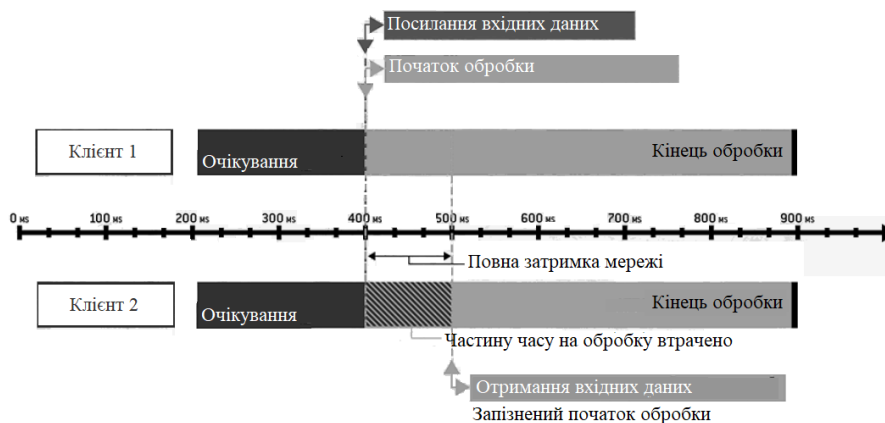 Посилання вхідних даних
Початок обробки
Клієнт 1
Очікування
Кінець обробки
0 MS
100 MS
200 MS
300 MS
400 MS
500 MS
600 MS
700 MS
800 MS
900 MS
Повна затримка мережі
Клієнт 2
Очікування
Кінець обробки
Частину часу на обробку втрачено
Отримання вхідних даних
Запізнений початок обробки